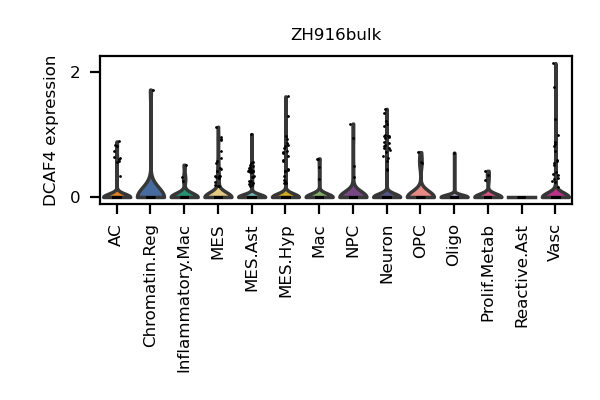 ZH916bulk
DCAF4 expression
2
0
AC
Chromatin.Reg
Inflammatory.Mac
MES
MES.Ast
MES.Hyp
Mac
NPC
Neuron
OPC
Oligo
Prolif.Metab
Reactive.Ast
Vasc